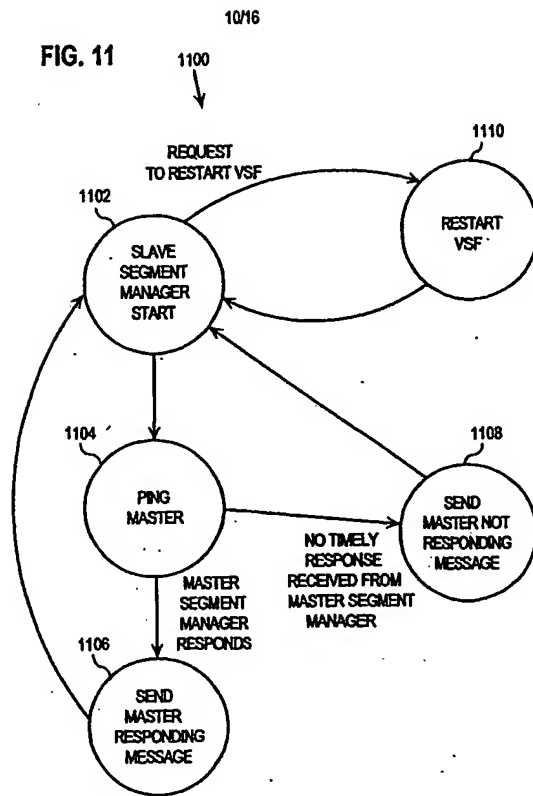 10/16
FIG. 11
1100
1110
REQUEST
TO RESTART VSF
1102
RESTART
VSF
SLAVE
SEGMENT
MANAGER
START
1104
1108
PING
MASTER
SEND
MASTER NOT
RESPONDING
MESSAGE
NO TIMELY
RESPONSE
RECEIVED FROM
MASTER SEGMENT
MANAGER
MASTER
SEGMENT
MANAGER
RESPONDS
1106
SEND
MASTER
RESPONDING
MESSAGE